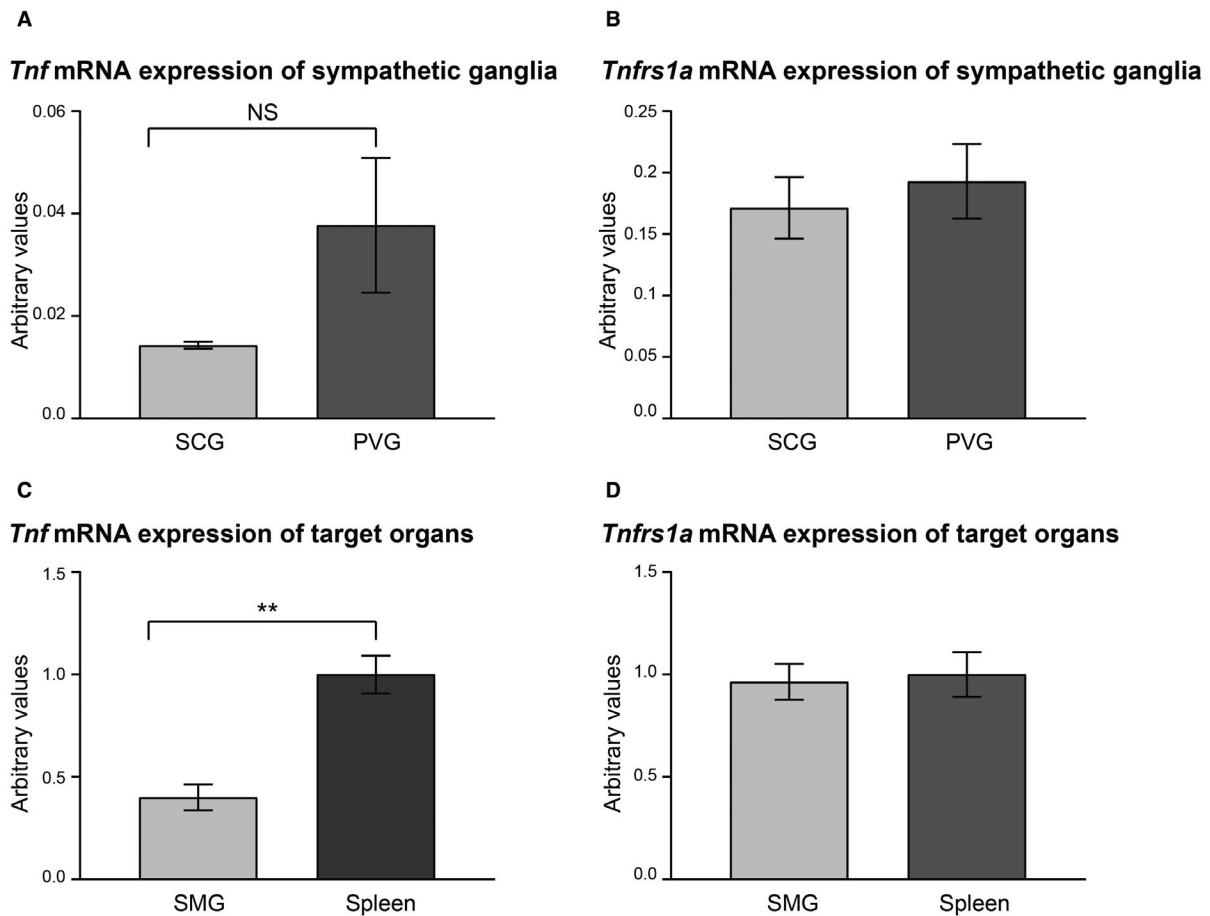 A
Tnf mRNA expression of sympathetic ganglia
0.06
0.04
0.02
0.0
Arbitrary values
NS
SCG PVG
B
Tnfrs1a mRNA expression of sympathetic ganglia
0.25
0.2
0.15
0.1
0.05
0.0
Arbitrary values
SCG PVG
C
Tnf mRNA expression of target organs
1.5
1.0
0.5
0.0
Arbitrary values
**
SMG Spleen
D
Tnfrs1a mRNA expression of target organs
1.5
1.0
0.5
0.0
Arbitrary values
SMG Spleen